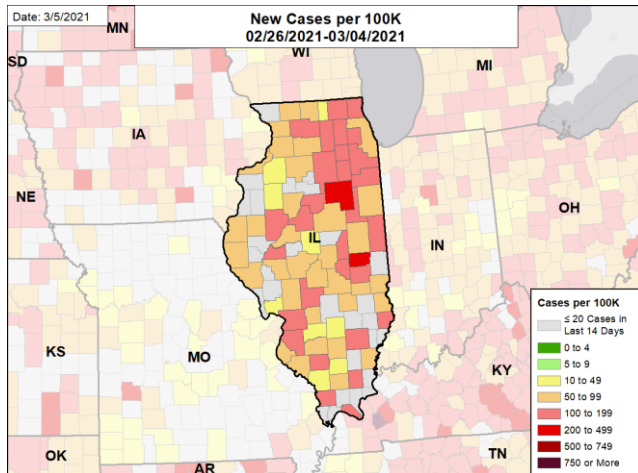 Date: 3/5/2021
New Cases per 100K
02/26/2021-03/04/2021
MN
SD
WI
MI
IA
NE
IL
IN
OH
KS
MO
KY
OK
AR
TN
Cases per 100K
≤ 20 Cases in
Last 14 Days
0 to 4
5 to 9
10 to 49
50 to 99
100 to 199
200 to 499
500 to 749
750 or More